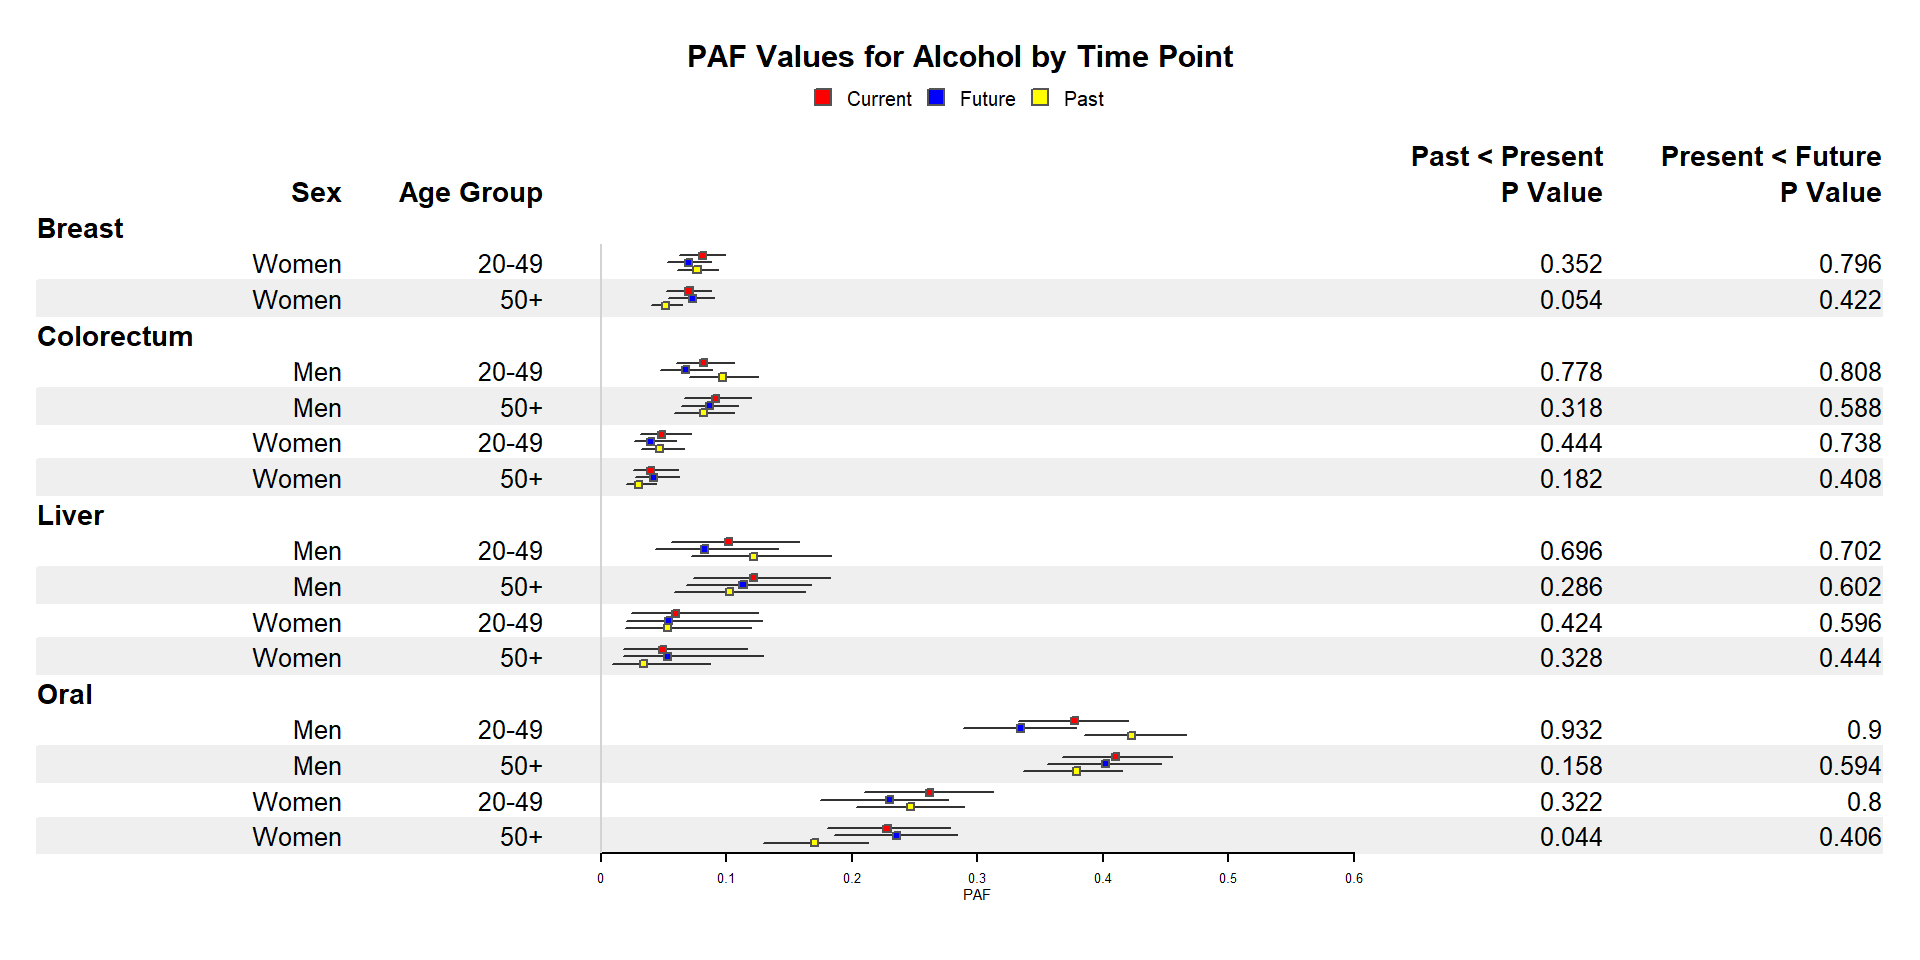 PAF Values for Alcohol by Time Point
Current Future Past
Past < Present Present < Future
Sex Age Group P Value P Value
Breast
Women 20-49 0.352 0.796
Women 50+ 0.054 0.422
Colorectum
Men 20-49 0.778 0.808
Men 50+ 0.318 0.588
Women 20-49 0.444 0.738
Women 50+ 0.182 0.408
Liver
Men 20-49 0.696 0.702
Men 50+ 0.286 0.602
Women 20-49 0.424 0.596
Women 50+ 0.328 0.444
Oral
Men 20-49 0.932 0.9
Men 50+ 0.158 0.594
Women 20-49 0.322 0.8
Women 50+ 0.044 0.406
0 0.1 0.2 0.3 0.4 0.5 0.6
PAF